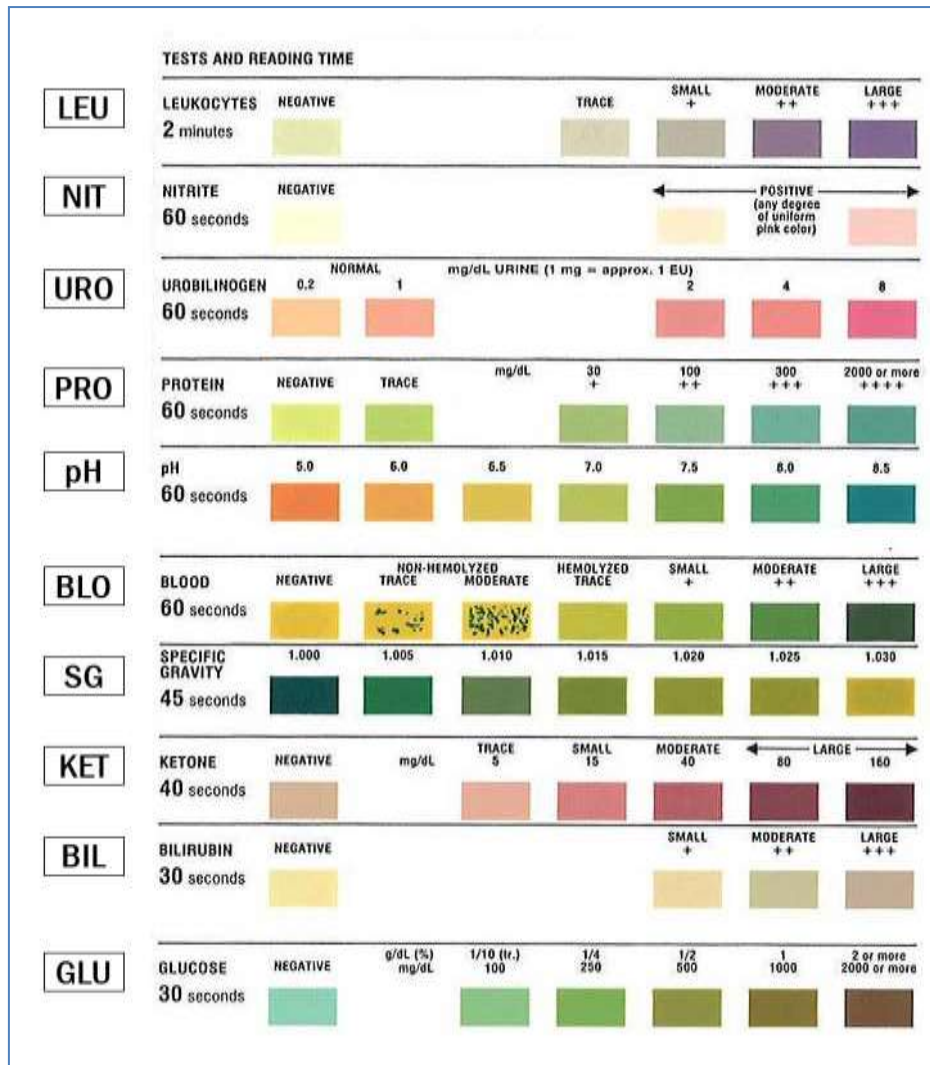 TESTS AND READING TIME
LEU
LEUKOCYTES
2 minutes
NEGATIVE
TRACE
SMALL
+
MODERATE
++
LARGE
+++
NIT
NITRITE
60 seconds
NEGATIVE
POSITIVE
(any degree
of uniform
pink color)
URO
NORMAL
mg/dL URINE (1 mg = approx. 1 EU)
UROBILINOGEN
60 seconds
0.2
1
2
4
8
PRO
PROTEIN
60 seconds
NEGATIVE
TRACE
mg/dL
30
+
100
++
300
+++
2000 or more
++++
pH
pH
60 seconds
5.0
6.0
6.5
7.0
7.5
8.0
8.5
BLO
BLOOD
60 seconds
NEGATIVE
NON-HEMOLYZED
TRACE
MODERATE
HEMOLYZED
TRACE
SMALL
+
MODERATE
++
LARGE
+++
SG
SPECIFIC
GRAVITY
45 seconds
1.000
1.005
1.010
1.015
1.020
1.025
1.030
KET
KETONE
40 seconds
NEGATIVE
mg/dL
TRACE
5
SMALL
15
MODERATE
40
LARGE
80
160
BIL
BILIRUBIN
30 seconds
NEGATIVE
SMALL
+
MODERATE
++
LARGE
+++
GLU
GLUCOSE
30 seconds
NEGATIVE
g/dL (%)
mg/dL
1/10 (tr.)
100
1/4
250
1/2
500
1
1000
2 or more
2000 or more